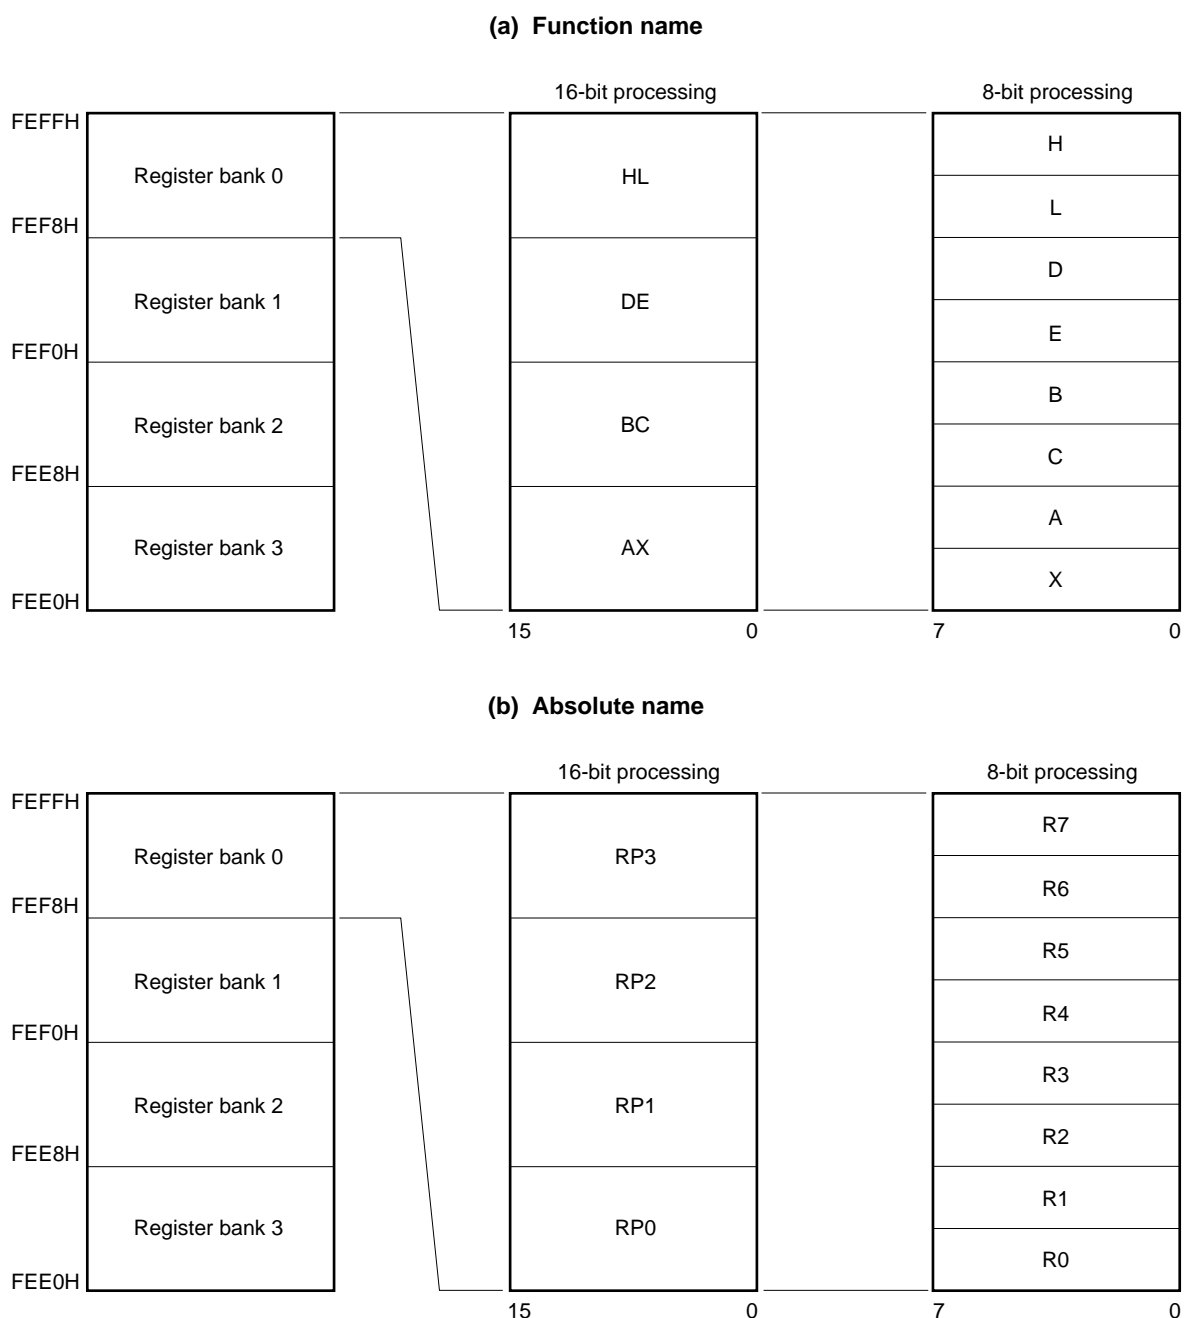 (a) Function name
16-bit processing
8-bit processing
FEFFH
Register bank 0
HL
H
L
FEF8H
Register bank 1
DE
D
E
FEF0H
Register bank 2
BC
B
C
FEE8H
Register bank 3
AX
A
X
FEE0H
15 0
7 0
(b) Absolute name
16-bit processing
8-bit processing
FEFFH
Register bank 0
RP3
R7
R6
FEF8H
Register bank 1
RP2
R5
R4
FEF0H
Register bank 2
RP1
R3
R2
FEE8H
Register bank 3
RP0
R1
R0
FEE0H
15 0
7 0